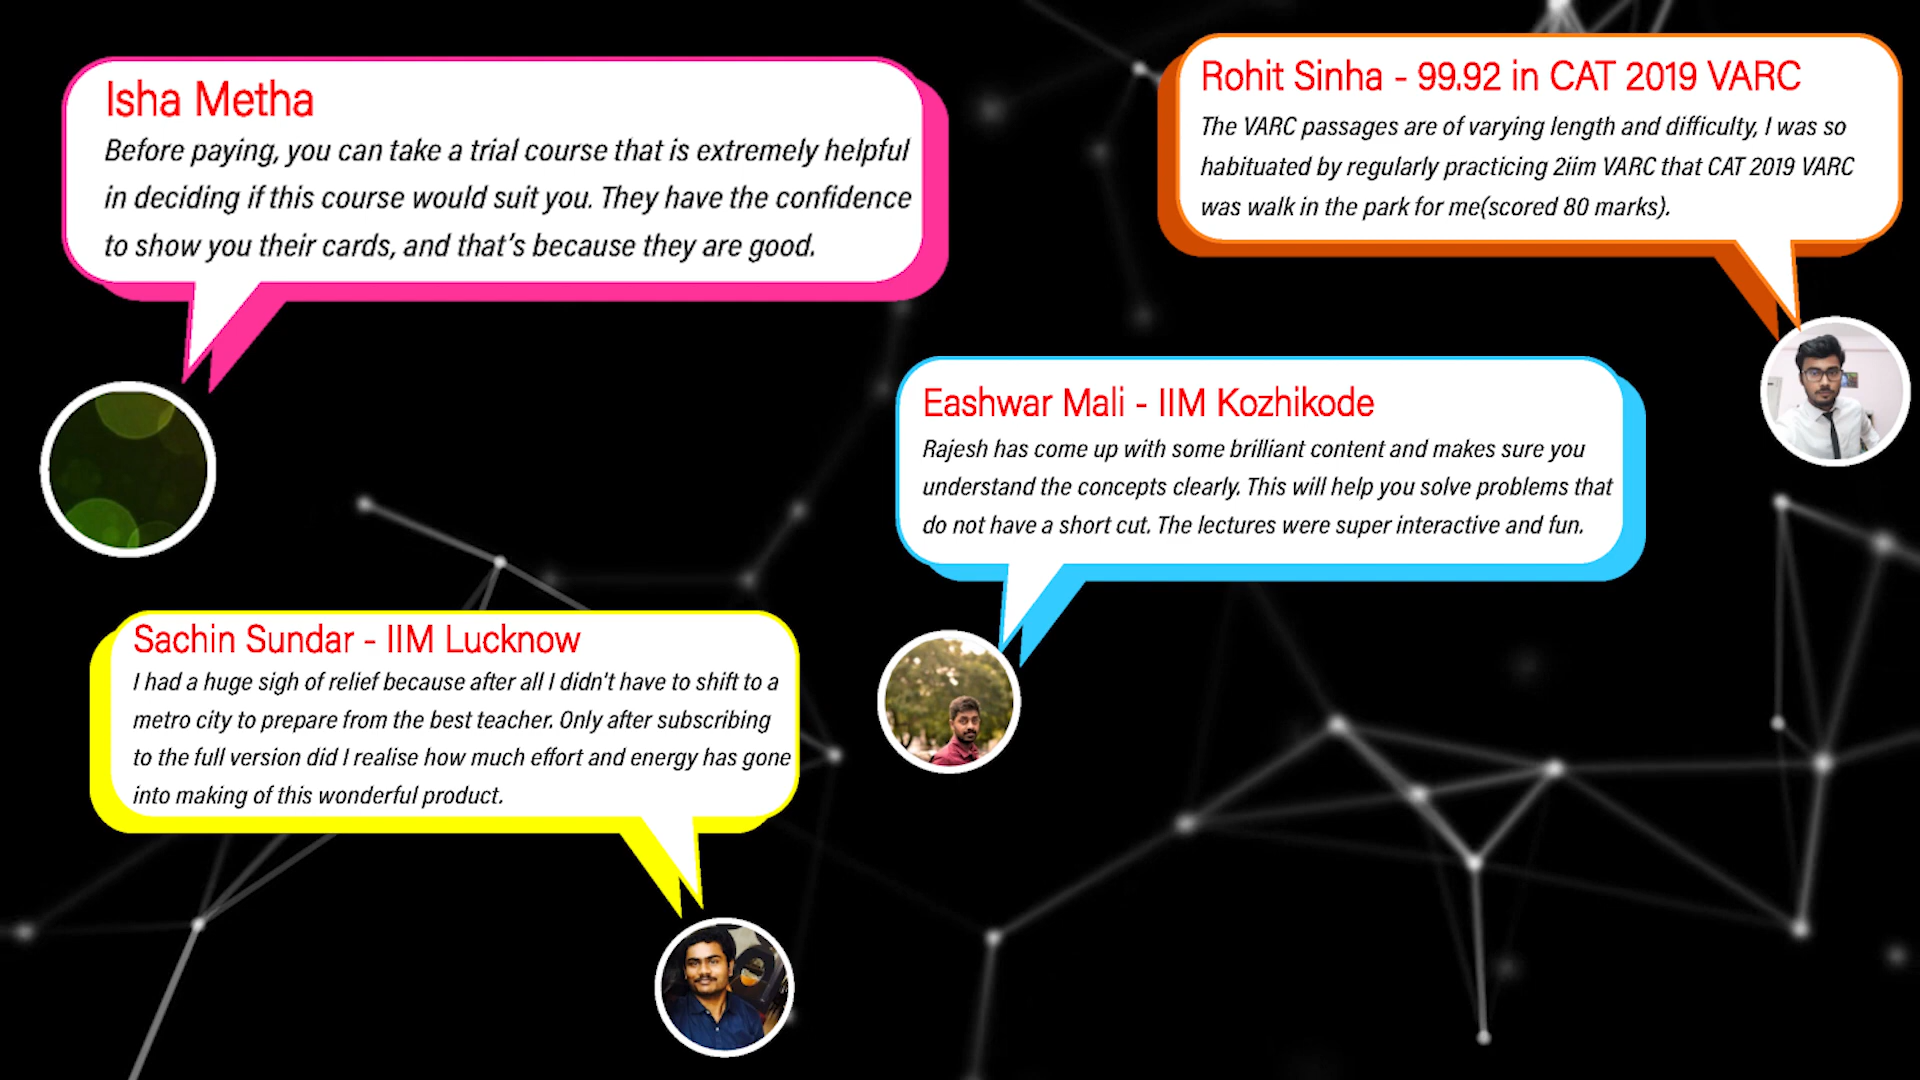 Isha Metha
Before paying, you can take a trial course that is extremely helpful
in deciding if this course would suit you. They have the confidence
to show you their cards, and that's because they are good.
Rohit Sinha - 99.92 in CAT 2019 VARC
The VARC passages are of varying length and difficulty, I was so
habituated by regularly practicing 2iim VARC that CAT 2019 VARC
was walk in the park for me(scored 80 marks).
Eashwar Mali - IIM Kozhikode
Rajesh has come up with some brilliant content and makes sure you
understand the concepts clearly. This will help you solve problems that
do not have a short cut. The lectures were super interactive and fun.
Sachin Sundar - IIM Lucknow
I had a huge sigh of relief because after all I didn't have to shift to a
metro city to prepare from the best teacher. Only after subscribing
to the full version did I realise how much effort and energy has gone
into making of this wonderful product.